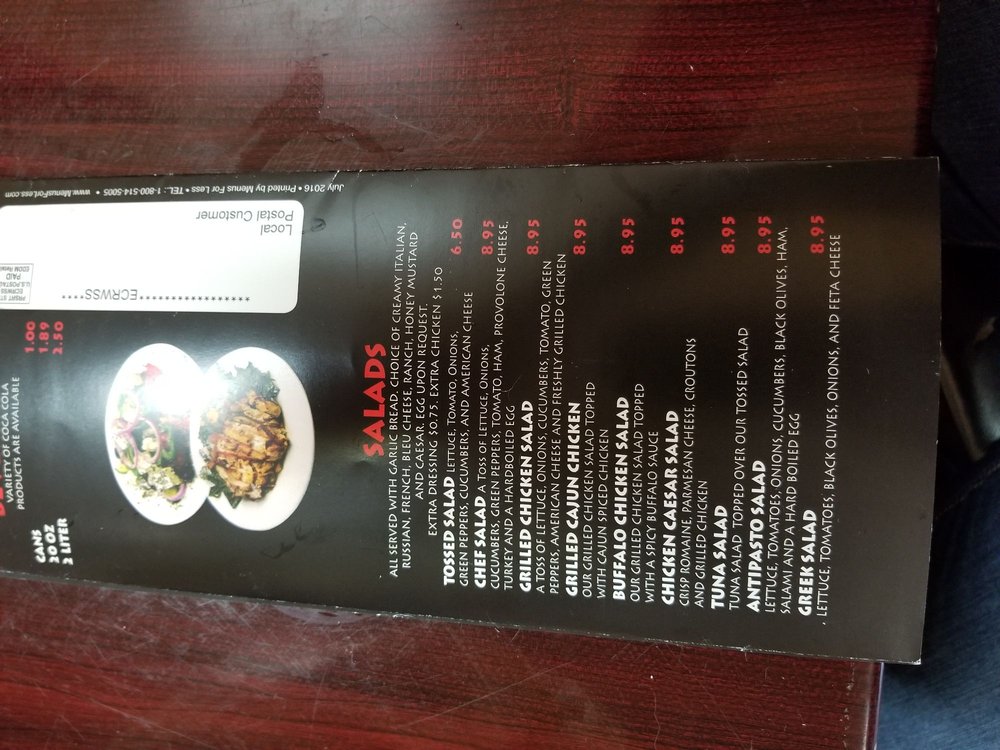 VARIETY OF COCA COLA
PRODUCTS ARE AVAILABLE
CANS 1.00
20 OZ 1.89
2 LITER 2.50
PRSRT STD
ECRWSS
U.S.POSTAGE
PAID
EDDM Retail
*****************ECRWSS****
Local
Postal Customer
July 2016 • Printed by Menus For Less • TEL.: 1-800-514-5005 • www.MenusForLess.com
SALADS
ALL SERVED WITH GARLIC BREAD. CHOICE OF CREAMY ITALIAN,
RUSSIAN, FRENCH, BLEU CHEESE, RANCH, HONEY MUSTARD
AND CAESAR. EGG UPON REQUEST.
EXTRA DRESSING $0.75. EXTRA CHICKEN $1.50
TOSSED SALAD LETTUCE, TOMATO, ONIONS, 6.50
GREEN PEPPERS, CUCUMBERS, AND AMERICAN CHEESE
CHEF SALAD A TOSS OF LETTUCE, ONIONS, 8.95
CUCUMBERS, GREEN PEPPERS, TOMATO, HAM, PROVOLONE CHEESE,
TURKEY AND A HARDBOILED EGG
GRILLED CHICKEN SALAD 8.95
A TOSS OF LETTUCE, ONIONS, CUCUMBERS, TOMATO, GREEN
PEPPERS, AMERICAN CHEESE AND FRESHLY GRILLED CHICKEN
GRILLED CAJUN CHICKEN 8.95
OUR GRILLED CHICKEN SALAD TOPPED
WITH CAJUN SPICED CHICKEN
BUFFALO CHICKEN SALAD 8.95
OUR GRILLED CHICKEN SALAD TOPPED
WITH A SPICY BUFFALO SAUCE
CHICKEN CAESAR SALAD 8.95
CRISP ROMAINE, PARMESAN CHEESE, CROUTONS
AND GRILLED CHICKEN
TUNA SALAD 8.95
TUNA SALAD TOPPED OVER OUR TOSSED SALAD
ANTIPASTO SALAD 8.95
LETTUCE, TOMATOES, ONIONS, CUCUMBERS, BLACK OLIVES, HAM,
SALAMI AND A HARD BOILED EGG
GREEK SALAD 8.95
LETTUCE, TOMATOES, BLACK OLIVES, ONIONS, AND FETA CHEESE